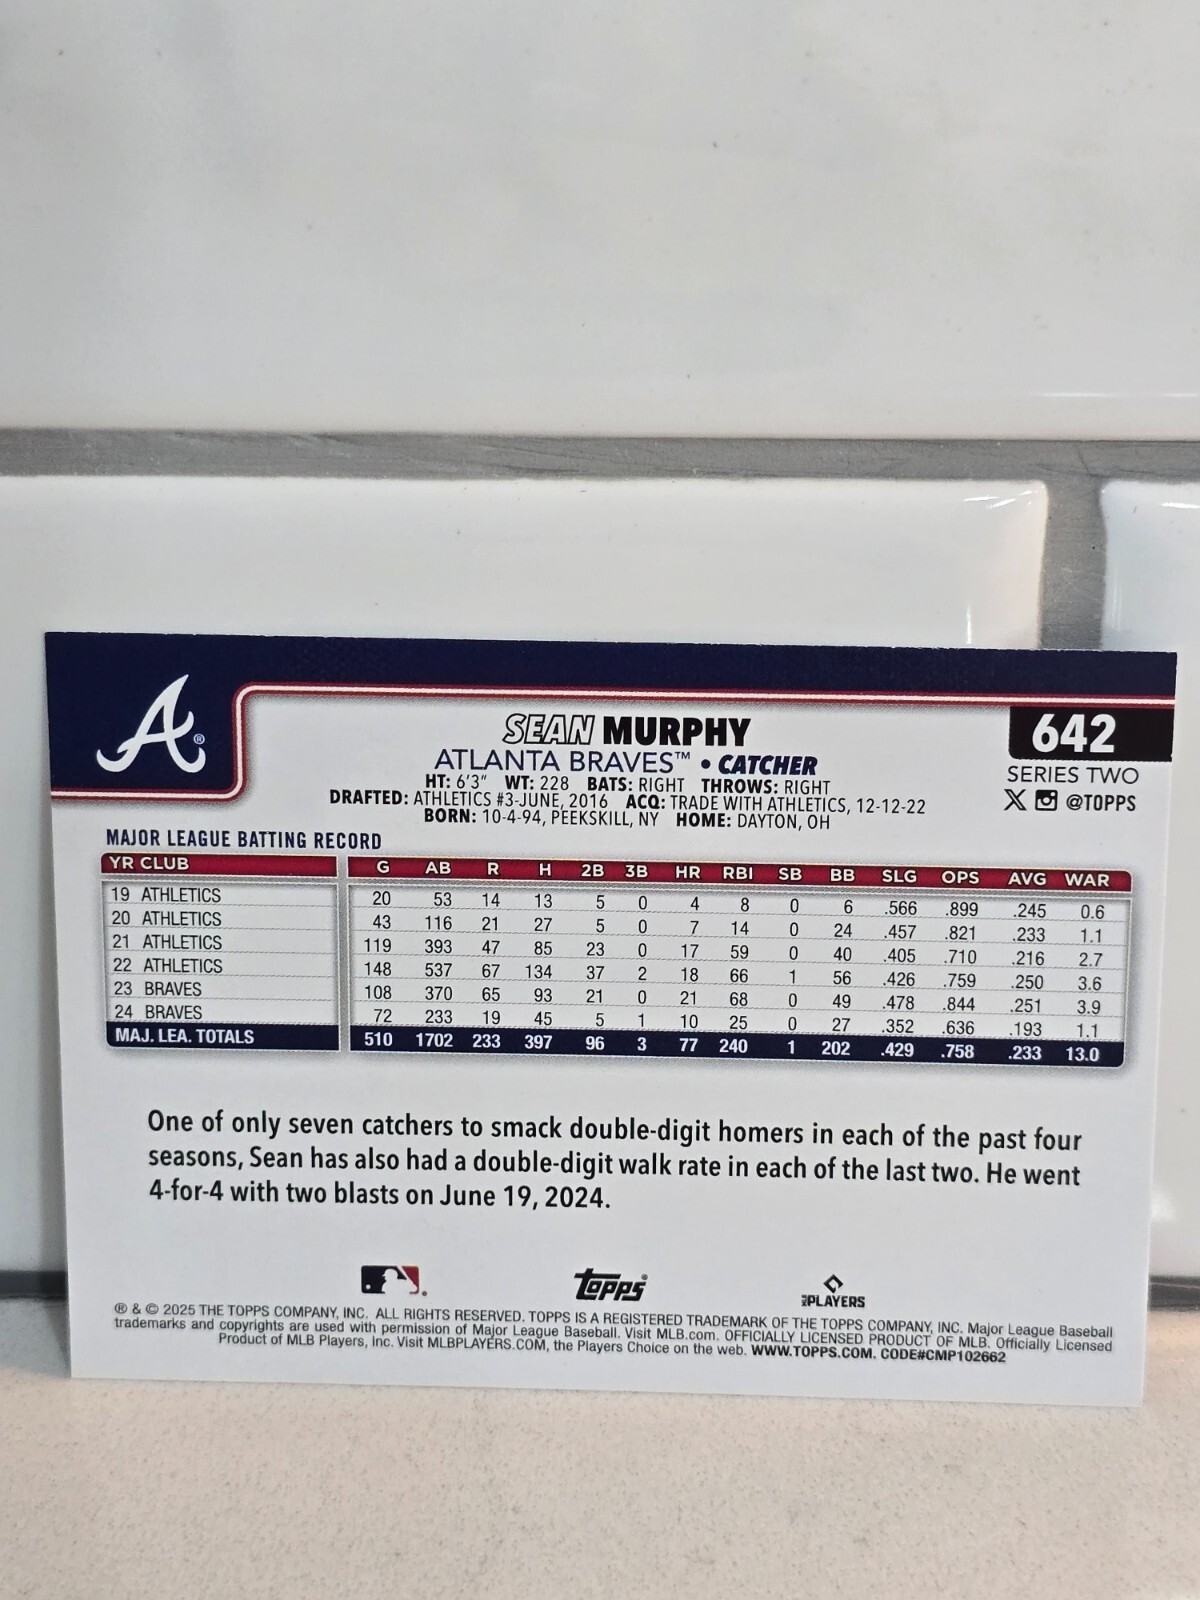 A®
SEAN MURPHY
642
ATLANTA BRAVES™ • CATCHER
SERIES TWO
HT: 6'3" WT: 228 BATS: RIGHT THROWS: RIGHT
@TOPPS
DRAFTED: ATHLETICS #3-JUNE, 2016 ACQ: TRADE WITH ATHLETICS, 12-12-22
BORN: 10-4-94, PEEKSKILL, NY HOME: DAYTON, OH
MAJOR LEAGUE BATTING RECORD
YR CLUB G AB R H 2B 3B HR RBI SB BB SLG OPS AVG WAR
19 ATHLETICS 20 53 14 13 5 0 4 8 0 6 .566 .899 .245 0.6
20 ATHLETICS 43 116 21 27 5 0 7 14 0 24 .457 .821 .233 1.1
21 ATHLETICS 119 393 47 85 23 0 17 59 0 40 .405 .710 .216 2.7
22 ATHLETICS 148 537 67 134 37 2 18 66 1 56 .426 .759 .250 3.6
23 BRAVES 108 370 65 93 21 0 21 68 0 49 .478 .844 .251 3.9
24 BRAVES 72 233 19 45 5 1 10 25 0 27 .352 .636 .193 1.1
MAJ. LEA. TOTALS 510 1702 233 397 96 3 77 240 1 202 .429 .758 .233 13.0
One of only seven catchers to smack double-digit homers in each of the past four
seasons, Sean has also had a double-digit walk rate in each of the last two. He went
4-for-4 with two blasts on June 19, 2024.
Topps®
MLB PLAYERS
® & © 2025 THE TOPPS COMPANY, INC. ALL RIGHTS RESERVED. TOPPS IS A REGISTERED TRADEMARK OF THE TOPPS COMPANY, INC. Major League Baseball
trademarks and copyrights are used with permission of Major League Baseball. Visit MLB.com. OFFICIALLY LICENSED PRODUCT OF MLB. Officially Licensed
Product of MLB Players, Inc. Visit MLBPLAYERS.COM, the Players Choice on the web. WWW.TOPPS.COM. CODE#CMP102662